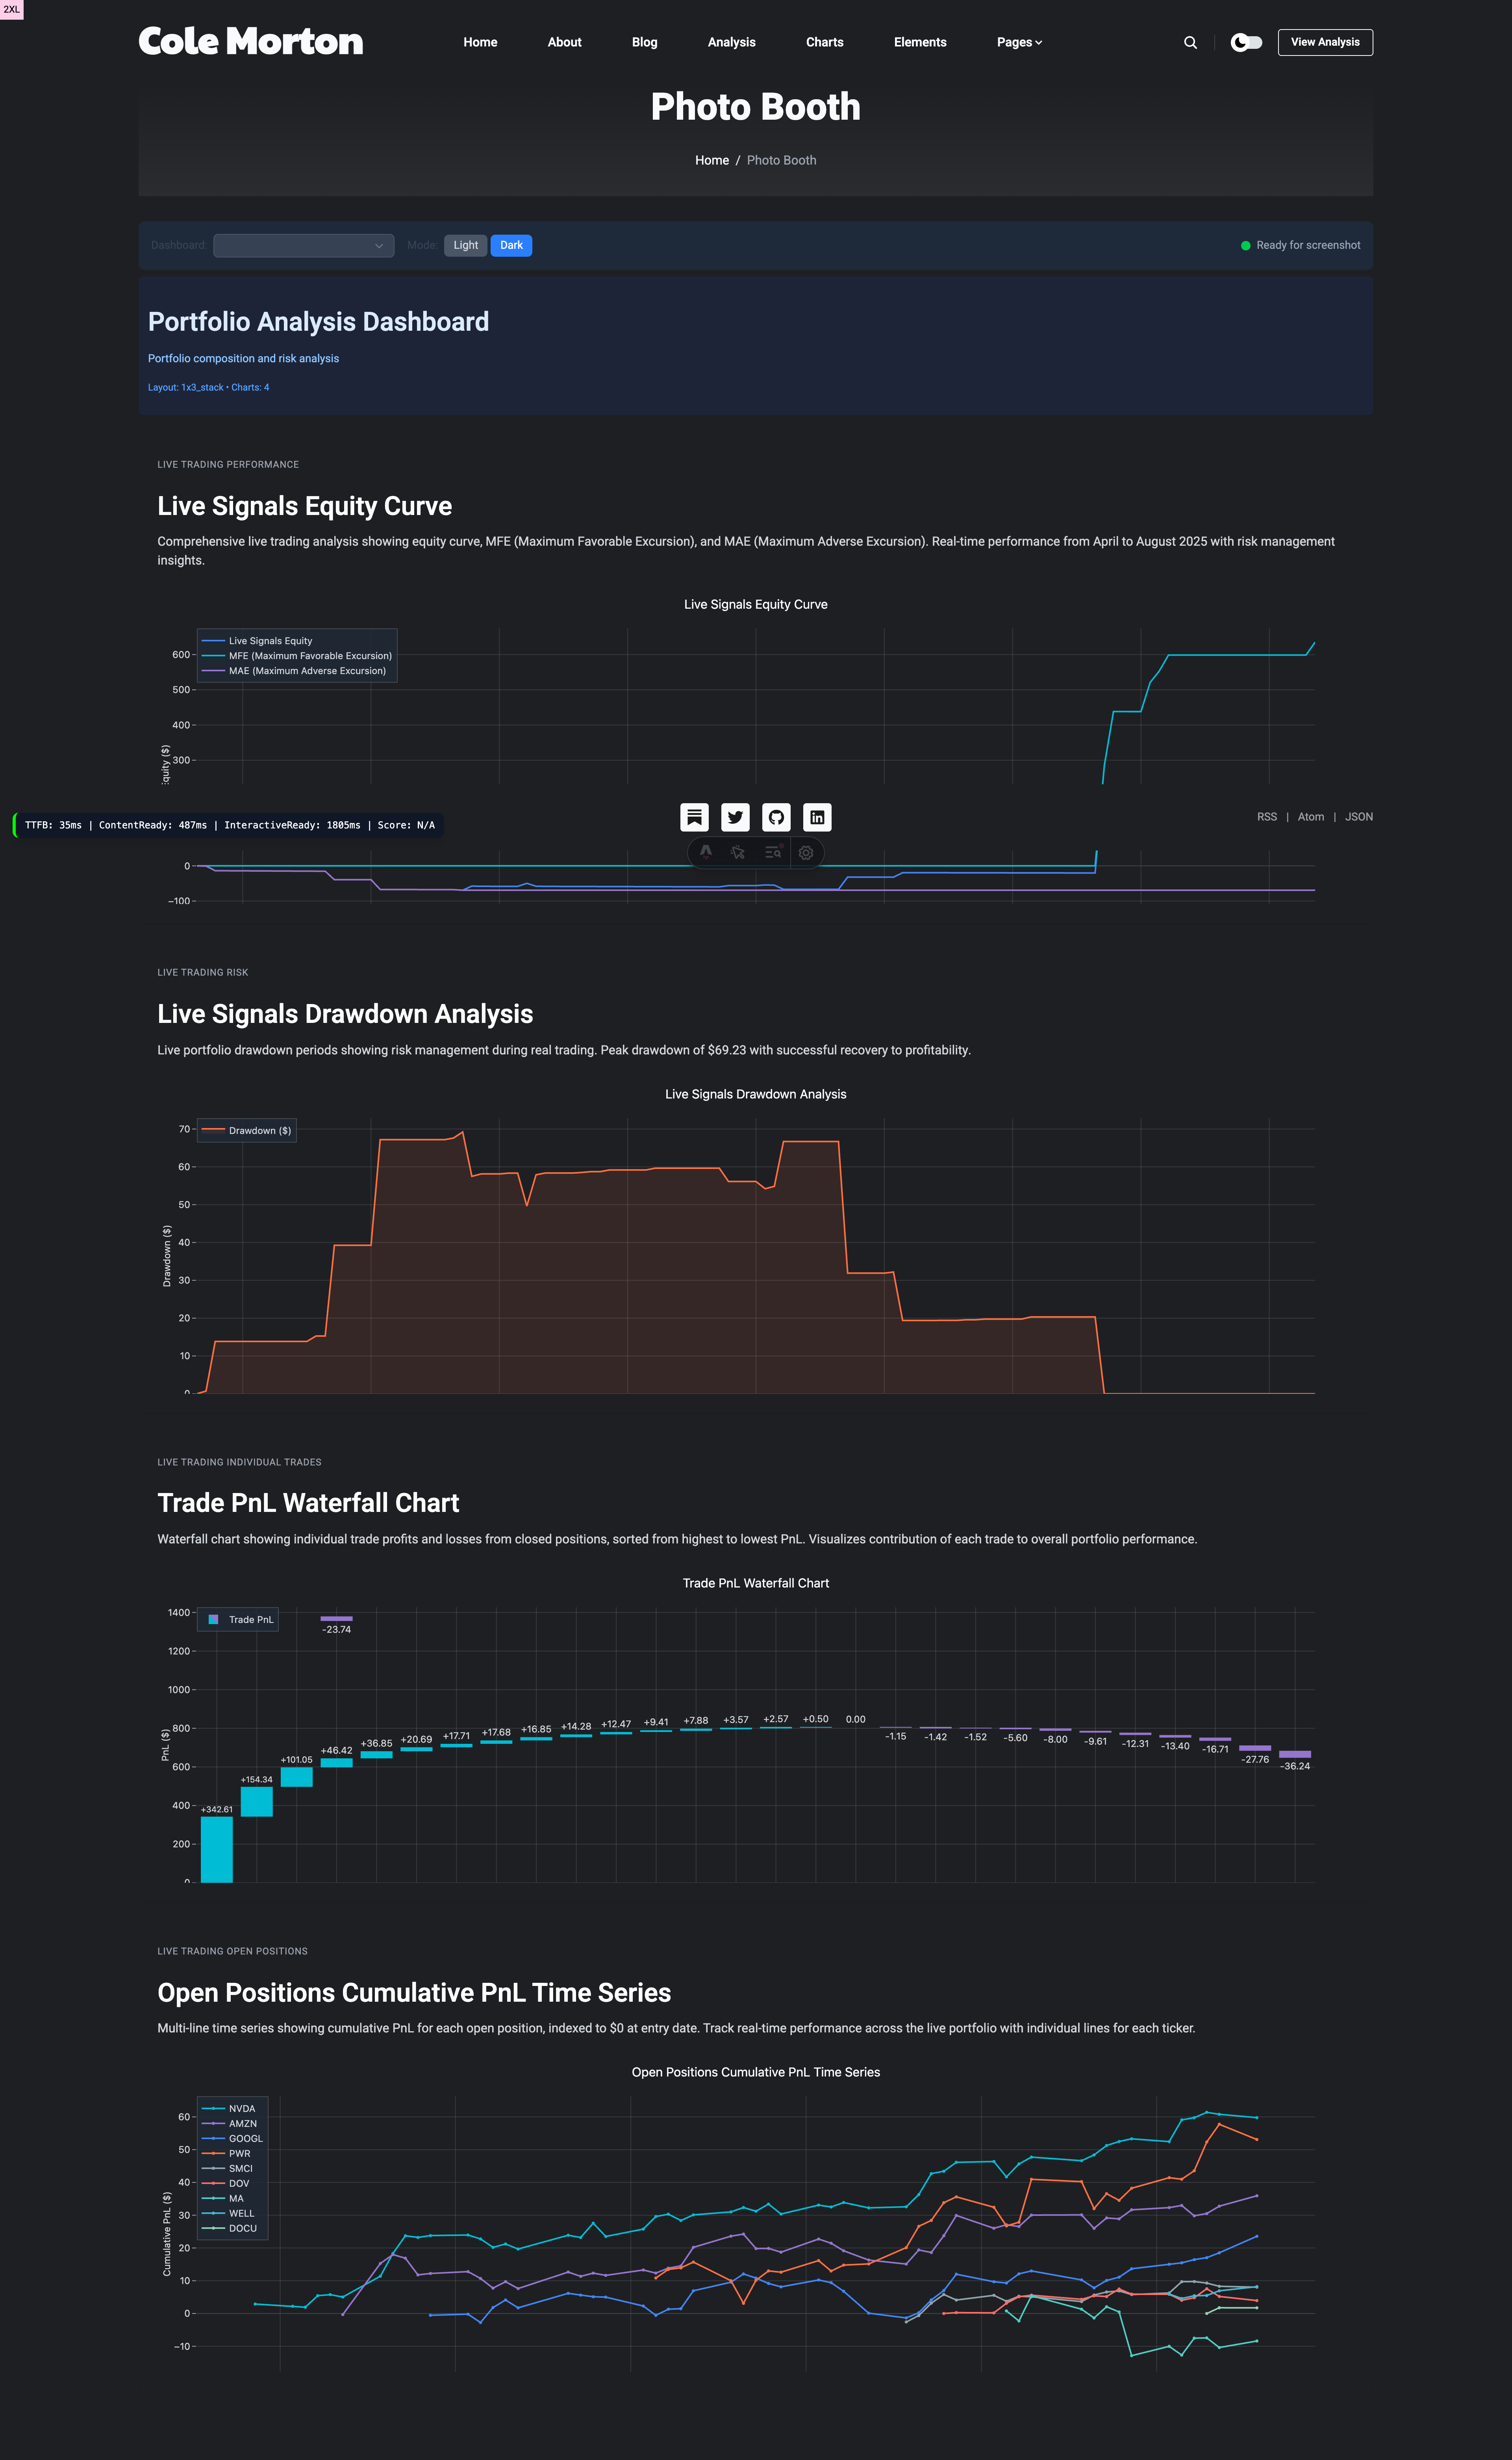 2XL
Cole Morton
Home About Blog Analysis Charts Elements Pages
View Analysis
Photo Booth
Home / Photo Booth
Dashboard: Mode: Light Dark Ready for screenshot
Portfolio Analysis Dashboard
Portfolio composition and risk analysis
Layout: 1x3_stack • Charts: 4
LIVE TRADING PERFORMANCE
Live Signals Equity Curve
Comprehensive live trading analysis showing equity curve, MFE (Maximum Favorable Excursion), and MAE (Maximum Adverse Excursion). Real-time performance from April to August 2025 with risk management
insights.
Live Signals Equity Curve
Live Signals Equity
MFE (Maximum Favorable Excursion)
MAE (Maximum Adverse Excursion)
600
500
400
300
Equity ($)
RSS | Atom | JSON
TTFB: 35ms | ContentReady: 487ms | InteractiveReady: 1805ms | Score: N/A
0
−100
LIVE TRADING RISK
Live Signals Drawdown Analysis
Live portfolio drawdown periods showing risk management during real trading. Peak drawdown of $69.23 with successful recovery to profitability.
Live Signals Drawdown Analysis
Drawdown ($)
70
60
50
40
30
20
10
0
Drawdown ($)
LIVE TRADING INDIVIDUAL TRADES
Trade PnL Waterfall Chart
Waterfall chart showing individual trade profits and losses from closed positions, sorted from highest to lowest PnL. Visualizes contribution of each trade to overall portfolio performance.
Trade PnL Waterfall Chart
Trade PnL
1400
1200
1000
800
600
400
200
0
PnL ($)
-23.74
+342.61 +154.34 +101.05 +46.42 +36.85 +20.69 +17.71 +17.68 +16.85 +14.28 +12.47 +9.41 +7.88 +3.57 +2.57 +0.50 0.00 -1.15 -1.42 -1.52 -5.60 -8.00 -9.61 -12.31 -13.40 -16.71 -27.76 -36.24
LIVE TRADING OPEN POSITIONS
Open Positions Cumulative PnL Time Series
Multi-line time series showing cumulative PnL for each open position, indexed to $0 at entry date. Track real-time performance across the live portfolio with individual lines for each ticker.
Open Positions Cumulative PnL Time Series
NVDA
AMZN
GOOGL
PWR
SMCI
DOV
MA
WELL
DOCU
60
50
40
30
20
10
0
−10
Cumulative PnL ($)